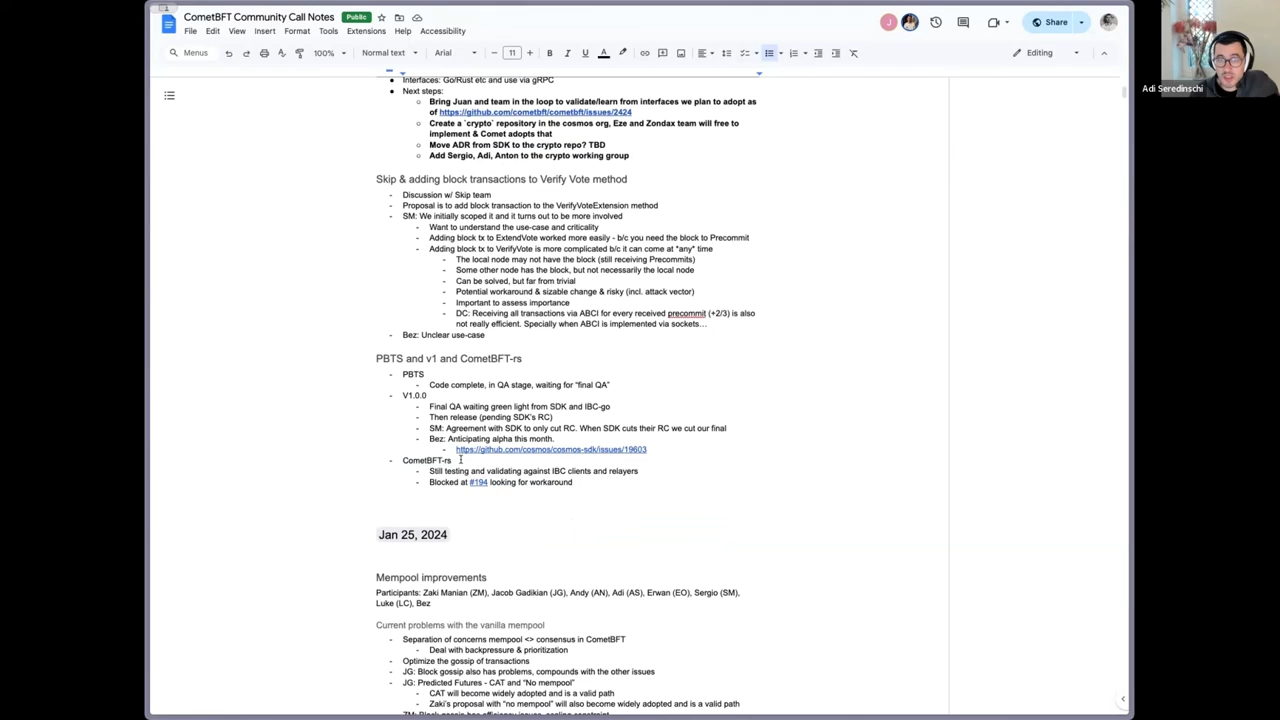 CometBFT Community Call Notes
Public
File Edit View Insert Format Tools Extensions Help Accessibility
J
Share
Menus
100%
Normal text
Arial
11
B I U A
Editing
Interfaces: Go/Rust etc and use via gRPC
Next steps:
Bring Juan and team in the loop to validate/learn from interfaces we plan to adopt as
of https://github.com/cometbft/cometbft/issues/2424
Create a `crypto` repository in the cosmos org, Eze and Zondax team will free to
implement & Comet adopts that
Move ADR from SDK to the crypto repo? TBD
Add Sergio, Adi, Anton to the crypto working group
Skip & adding block transactions to Verify Vote method
- Discussion w/ Skip team
- Proposal is to add block transaction to the VerifyVoteExtension method
- SM: We initially scoped it and it turns out to be more involved
- Want to understand the use-case and criticality
- Adding block tx to ExtendVote worked more easily - b/c you need the block to Precommit
- Adding block tx to VerifyVote is more complicated b/c it can come at *any* time
- The local node may not have the block (still receiving Precommits)
- Some other node has the block, but not necessarily the local node
- Can be solved, but far from trivial
- Potential workaround & sizable change & risky (incl. attack vector)
- Important to assess importance
- DC: Receiving all transactions via ABCI for every received precommit (+2/3) is also
not really efficient. Specially when ABCI is implemented via sockets…
- Bez: Unclear use-case
PBTS and v1 and CometBFT-rs
- PBTS
- Code complete, in QA stage, waiting for “final QA”
- V1.0.0
- Final QA waiting green light from SDK and IBC-go
- Then release (pending SDK's RC)
- SM: Agreement with SDK to only cut RC. When SDK cuts their RC we cut our final
- Bez: Anticipating alpha this month.
- https://github.com/cosmos/cosmos-sdk/issues/19603
- CometBFT-rs
- Still testing and validating against IBC clients and relayers
- Blocked at #194 looking for workaround
Jan 25, 2024
Mempool improvements
Participants: Zaki Manian (ZM), Jacob Gadikian (JG), Andy (AN), Adi (AS), Erwan (EO), Sergio (SM),
Luke (LC), Bez
Current problems with the vanilla mempool
- Separation of concerns mempool <> consensus in CometBFT
- Deal with backpressure & prioritization
- Optimize the gossip of transactions
- JG: Block gossip also has problems, compounds with the other issues
- JG: Predicted Futures - CAT and “No mempool”
- CAT will become widely adopted and is a valid path
- Zaki's proposal with “no mempool” will also become widely adopted and is a valid path
Adi Seredinschi